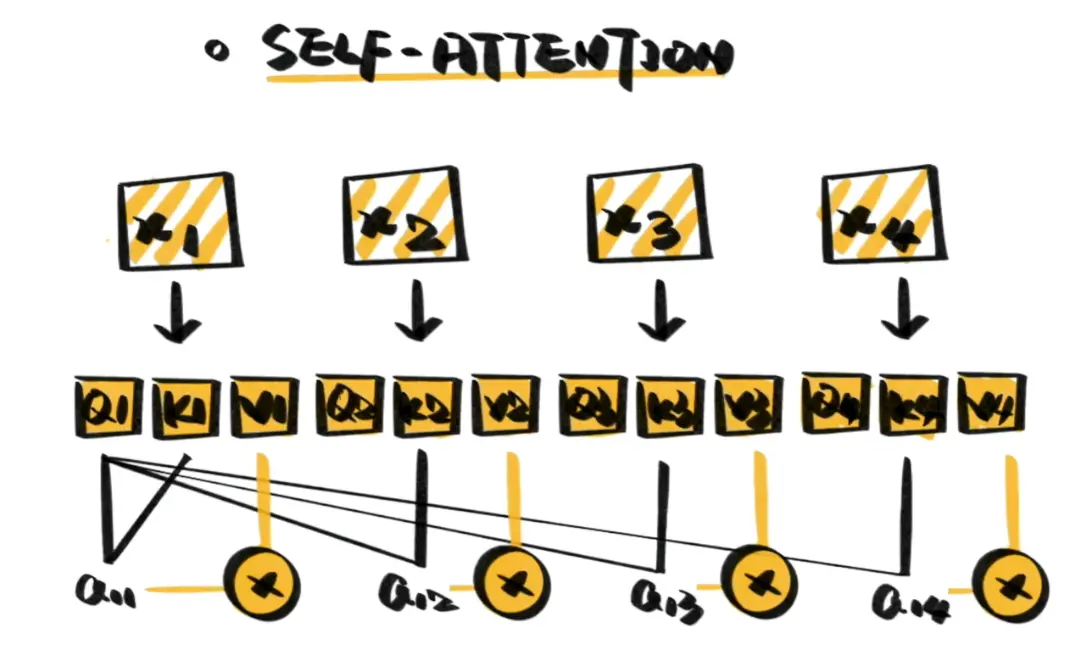 • SELF-ATTENTION
x1 x2 x3 x4
Q1 K1 V1 Q2 K2 V2 Q3 K3 V3 Q4 K4 V4
a11 × a12 × a13 × a14 ×